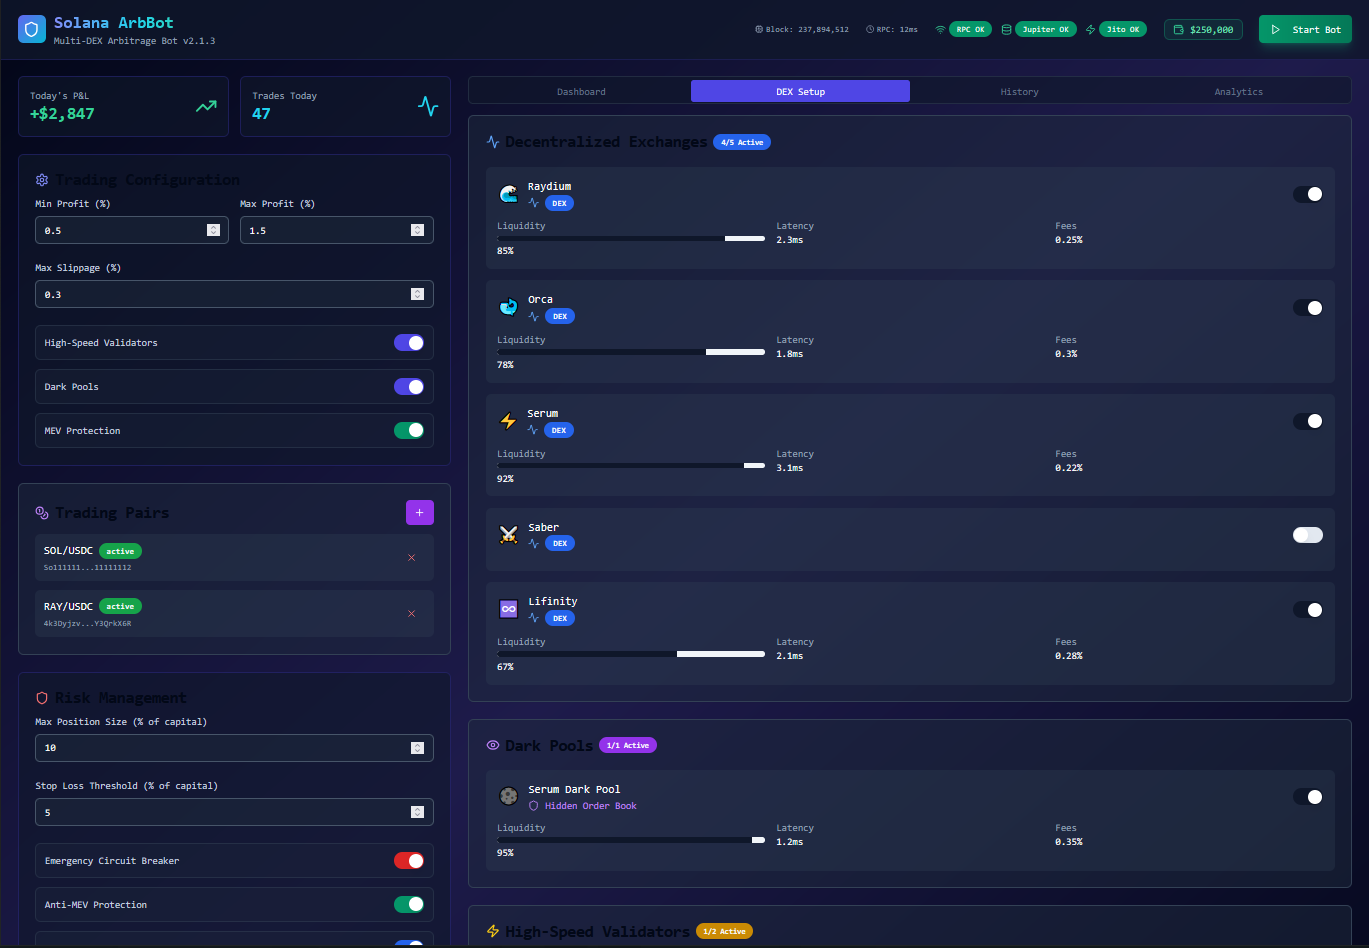 Solana ArbBot
Multi-DEX Arbitrage Bot v2.1.3
Block: 237,894,512
RPC: 12ms
RPC OK
Jupiter OK
Jito OK
$250,000
Start Bot
Today's P&L
+$2,847
Trades Today
47
Trading Configuration
Min Profit (%)
Max Profit (%)
0.5
1.5
Max Slippage (%)
0.3
High-Speed Validators
Dark Pools
MEV Protection
Trading Pairs
+
SOL/USDC active
So111111...11111112
RAY/USDC active
4k3Dyjzv...Y3QrkX6R
Risk Management
Max Position Size (% of capital)
10
Stop Loss Threshold (% of capital)
5
Emergency Circuit Breaker
Anti-MEV Protection
Dashboard
DEX Setup
History
Analytics
Decentralized Exchanges 4/5 Active
Raydium
DEX
Liquidity
Latency
Fees
2.3ms
0.25%
85%
Orca
DEX
Liquidity
Latency
Fees
1.8ms
0.3%
78%
Serum
DEX
Liquidity
Latency
Fees
3.1ms
0.22%
92%
Saber
DEX
Lifinity
DEX
Liquidity
Latency
Fees
2.1ms
0.28%
67%
Dark Pools 1/1 Active
Serum Dark Pool
Hidden Order Book
Liquidity
Latency
Fees
1.2ms
0.35%
95%
High-Speed Validators 1/2 Active